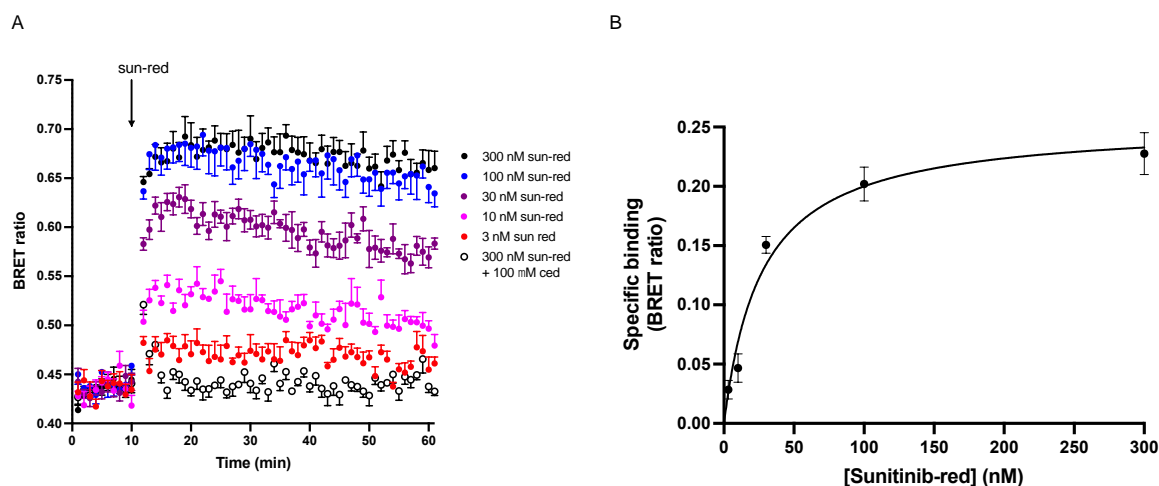 A
sun-red
BRET ratio
0.75
0.70
0.65
0.60
0.55
0.50
0.45
0.40
0 10 20 30 40 50 60
Time (min)
300 nM sun-red
100 nM sun-red
30 nM sun-red
10 nM sun-red
3 nM sun red
300 nM sun-red
+ 100 mM ced
B
Specific binding
(BRET ratio)
0.25
0.20
0.15
0.10
0.05
0.00
0 50 100 150 200 250 300
[Sunitinib-red] (nM)